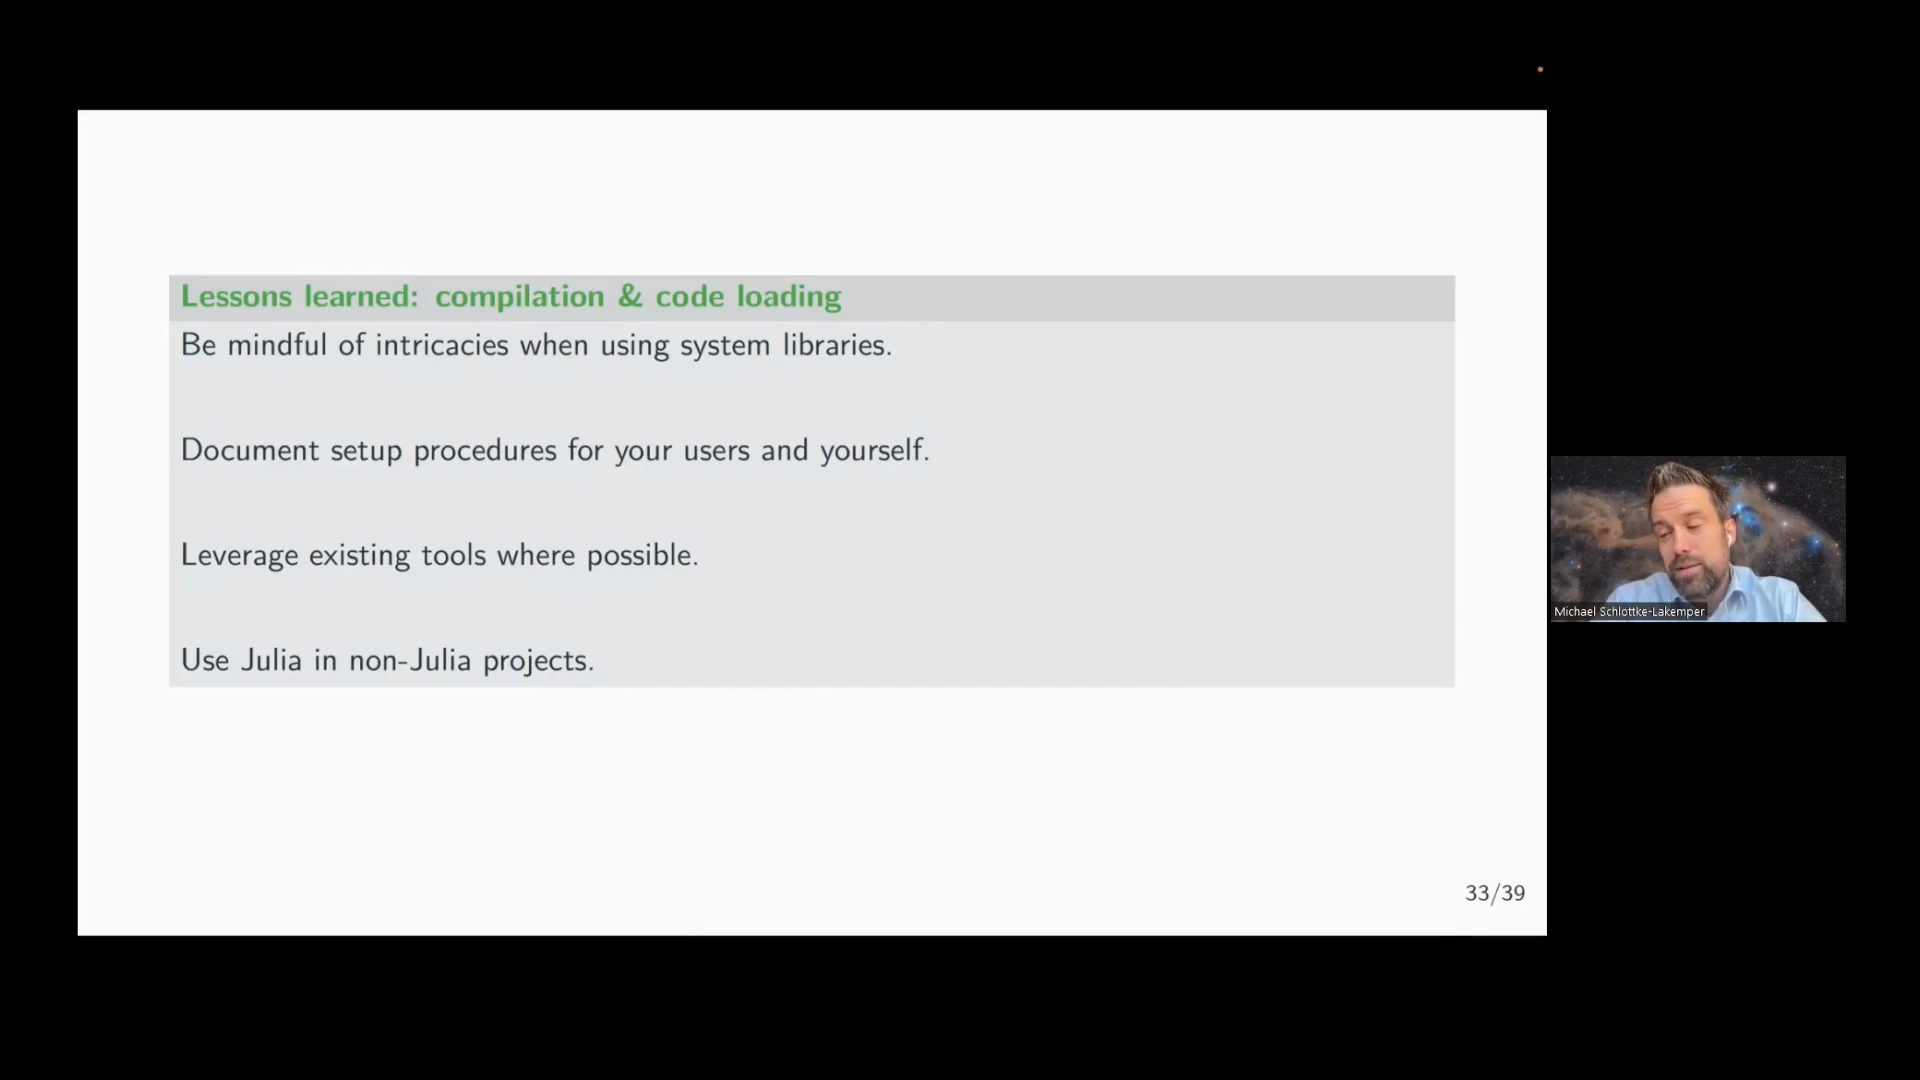 Lessons learned: compilation & code loading
Be mindful of intricacies when using system libraries.
Document setup procedures for your users and yourself.
Leverage existing tools where possible.
Use Julia in non-Julia projects.
Michael Schlottke-Lakemper
33/39